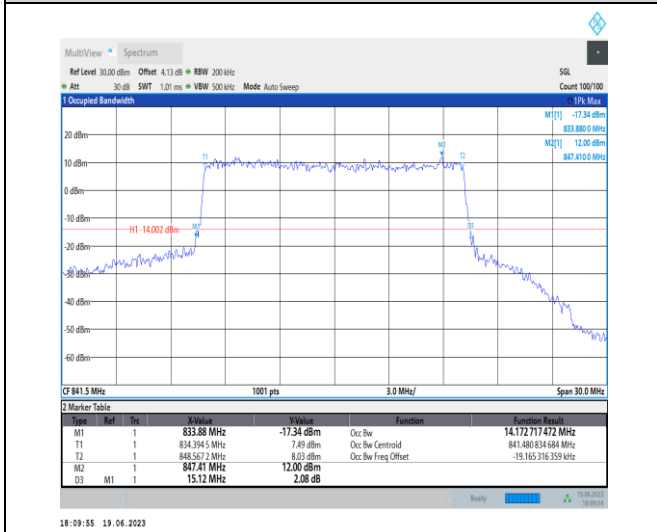 MultiView Spectrum
Ref Level 30.00 dBm Offset 4.13 dB RBW 200 kHz SGL
Att 30 dB SWT 1.01 ms VBW 500 kHz Mode Auto Sweep Count 100/100
1 Occupied Bandwidth 1Pk Max
M1[1] -17.34 dBm
833.880 0 MHz
M2[1] 12.00 dBm
847.410 0 MHz
20 dBm
M2
T1 T2
10 dBm
0 dBm
-10 dBm
H1 -14.002 dBm M1 D3
-20 dBm
-30 dBm
-40 dBm
-50 dBm
-60 dBm
CF 841.5 MHz 1001 pts 3.0 MHz/ Span 30.0 MHz
2 Marker Table
Type Ref Trc X-Value Y-Value Function Function Result
M1 1 833.88 MHz -17.34 dBm Occ Bw 14.172 717 472 MHz
T1 1 834.394 5 MHz 7.49 dBm Occ Bw Centroid 841.480 834 684 MHz
T2 1 848.567 2 MHz 8.03 dBm Occ Bw Freq Offset -19.165 316 359 kHz
M2 1 847.41 MHz 12.00 dBm
D3 M1 1 15.12 MHz 2.08 dB
Ready 19.06.2023
18:09:54
18:09:55 19.06.2023